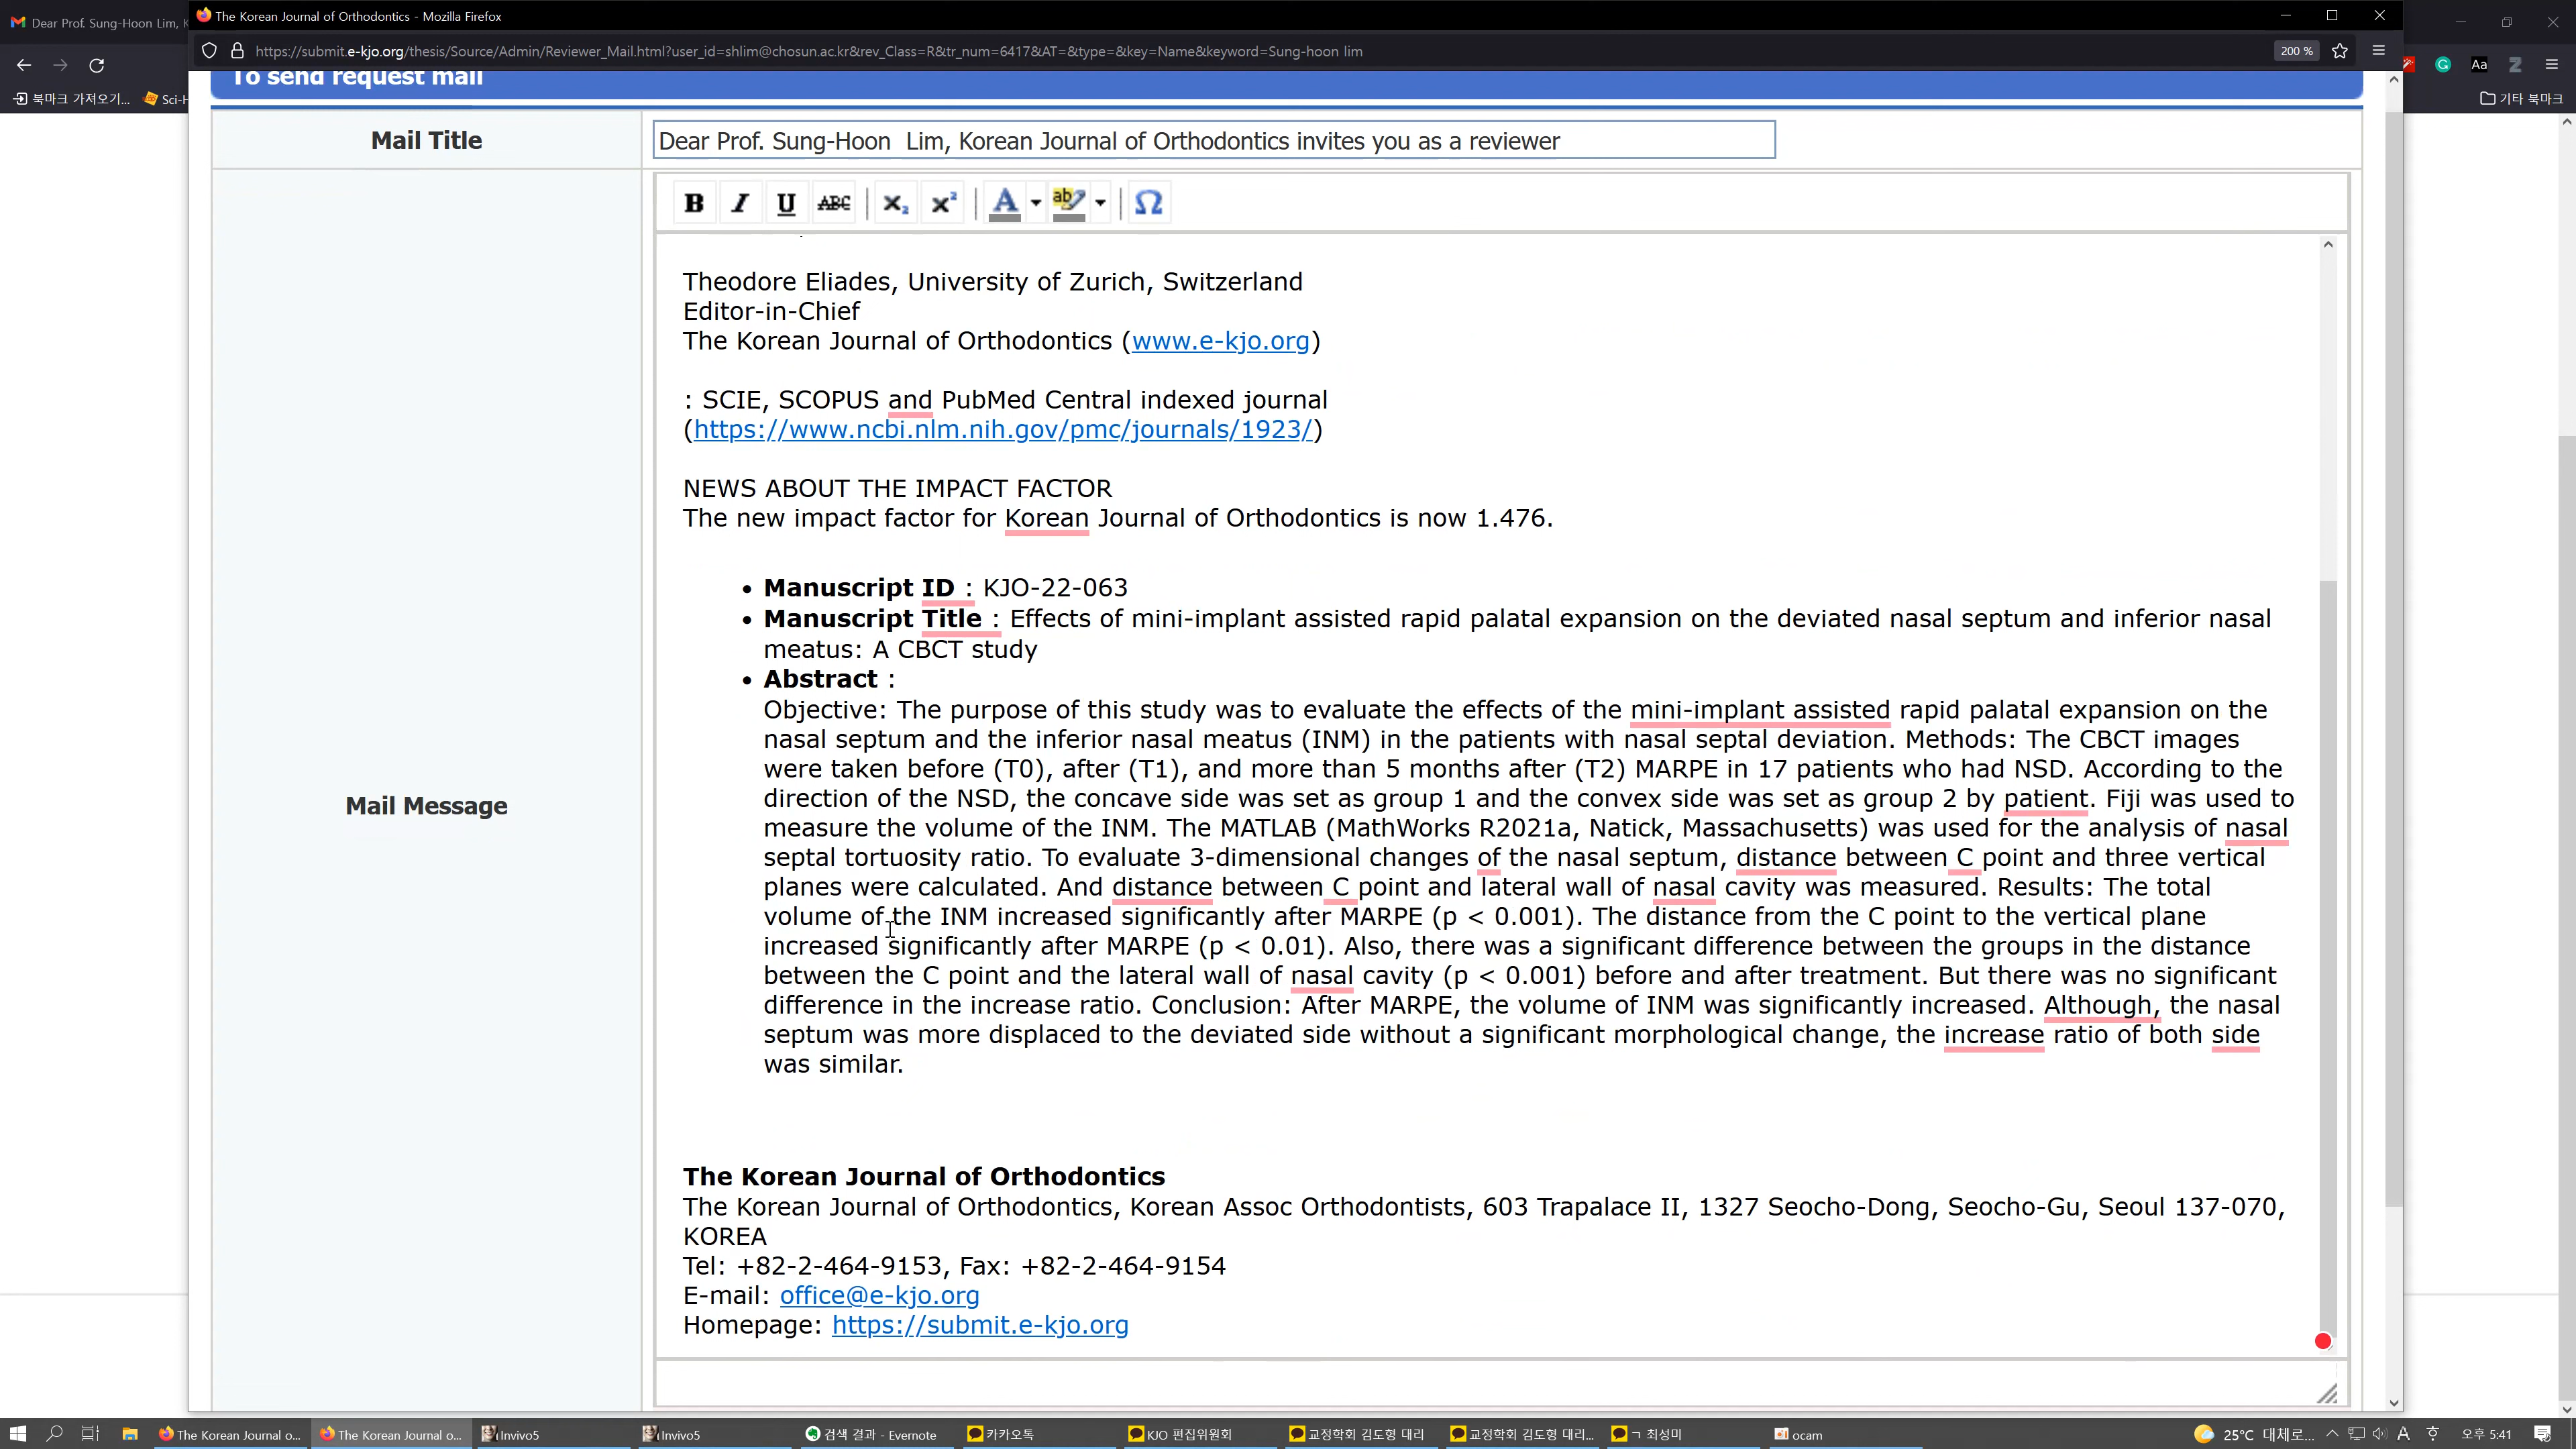 Dear Prof. Sung-Hoon Lim, K
The Korean Journal of Orthodontics - Mozilla Firefox
https://submit.e-kjo.org/thesis/Source/Admin/Reviewer_Mail.html?user_id=shlim@chosun.ac.kr&rev_Class=R&tr_num=6417&AT=&type=&key=Name&keyword=Sung-hoon lim
200 %
북마크 가져오기...
Sci-H
기타 북마크
To send request mail
Mail Title
Dear Prof. Sung-Hoon  Lim, Korean Journal of Orthodontics invites you as a reviewer
B I U ABC x₂ x² A ab Ω
Mail Message
Theodore Eliades, University of Zurich, Switzerland
Editor-in-Chief
The Korean Journal of Orthodontics (www.e-kjo.org)
: SCIE, SCOPUS and PubMed Central indexed journal
(https://www.ncbi.nlm.nih.gov/pmc/journals/1923/)
NEWS ABOUT THE IMPACT FACTOR
The new impact factor for Korean Journal of Orthodontics is now 1.476.
• Manuscript ID : KJO-22-063
• Manuscript Title : Effects of mini-implant assisted rapid palatal expansion on the deviated nasal septum and inferior nasal
meatus: A CBCT study
• Abstract :
Objective: The purpose of this study was to evaluate the effects of the mini-implant assisted rapid palatal expansion on the
nasal septum and the inferior nasal meatus (INM) in the patients with nasal septal deviation. Methods: The CBCT images
were taken before (T0), after (T1), and more than 5 months after (T2) MARPE in 17 patients who had NSD. According to the
direction of the NSD, the concave side was set as group 1 and the convex side was set as group 2 by patient. Fiji was used to
measure the volume of the INM. The MATLAB (MathWorks R2021a, Natick, Massachusetts) was used for the analysis of nasal
septal tortuosity ratio. To evaluate 3-dimensional changes of the nasal septum, distance between C point and three vertical
planes were calculated. And distance between C point and lateral wall of nasal cavity was measured. Results: The total
volume of the INM increased significantly after MARPE (p < 0.001). The distance from the C point to the vertical plane
increased significantly after MARPE (p < 0.01). Also, there was a significant difference between the groups in the distance
between the C point and the lateral wall of nasal cavity (p < 0.001) before and after treatment. But there was no significant
difference in the increase ratio. Conclusion: After MARPE, the volume of INM was significantly increased. Although, the nasal
septum was more displaced to the deviated side without a significant morphological change, the increase ratio of both side
was similar.
The Korean Journal of Orthodontics
The Korean Journal of Orthodontics, Korean Assoc Orthodontists, 603 Trapalace II, 1327 Seocho-Dong, Seocho-Gu, Seoul 137-070,
KOREA
Tel: +82-2-464-9153, Fax: +82-2-464-9154
E-mail: office@e-kjo.org
Homepage: https://submit.e-kjo.org
The Korean Journal o...
The Korean Journal o...
Invivo5
Invivo5
검색 결과 - Evernote
카카오톡
KJO 편집위원회
교정학회 김도형 대리
교정학회 김도형 대리...
ㄱ 최성미
ocam
25°C 대체로...
A
오후 5:41